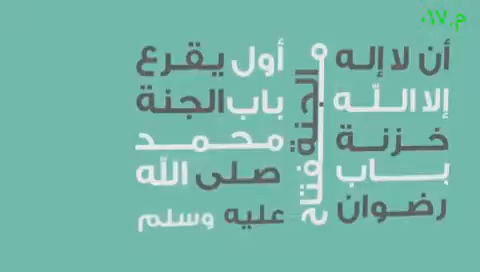 م.٠١٧
أن لا إله
إلا الله
خزنة
باب
رضوان
مفتاح الجنة
أول يقرع
باب الجنة
محمد
صلى الله
عليه وسلم